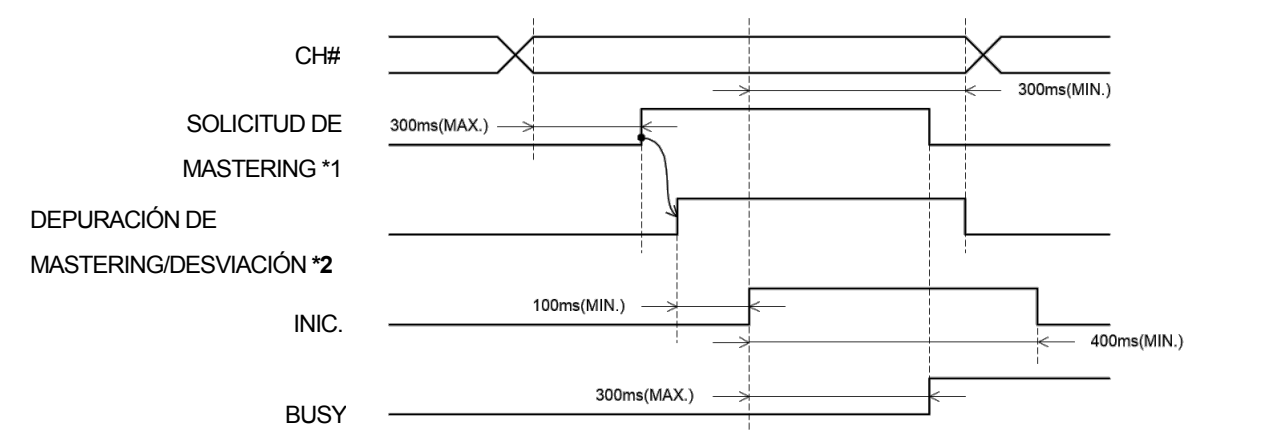 CH#
300ms(MIN.)
SOLICITUD DE
300ms(MAX.)
MASTERING *1
DEPURACIÓN DE
MASTERING/DESVIACIÓN *2
100ms(MIN.)
INIC.
400ms(MIN.)
300ms(MAX.)
BUSY